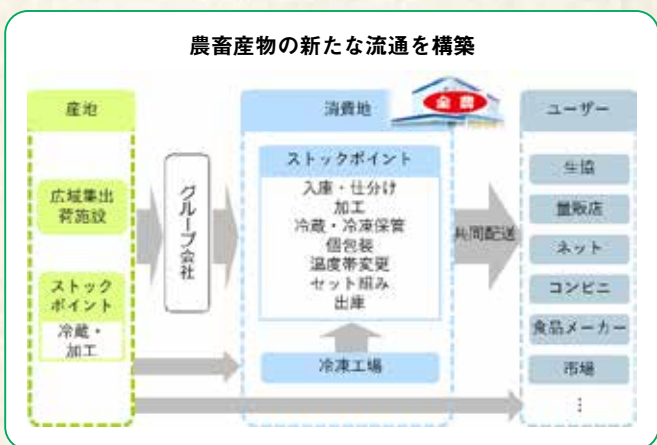 農畜産物の新たな流通を構築
産地
広域集出
荷施設
ストック
ポイント
冷蔵・
加工
グループ会社
消費地
全農
ストックポイント
入庫・仕分け
加工
冷蔵・冷凍保管
個包装
温度帯変更
セット組み
出庫
冷凍工場
共同配送
ユーザー
生協
量販店
ネット
コンビニ
食品メーカー
市場
⋮